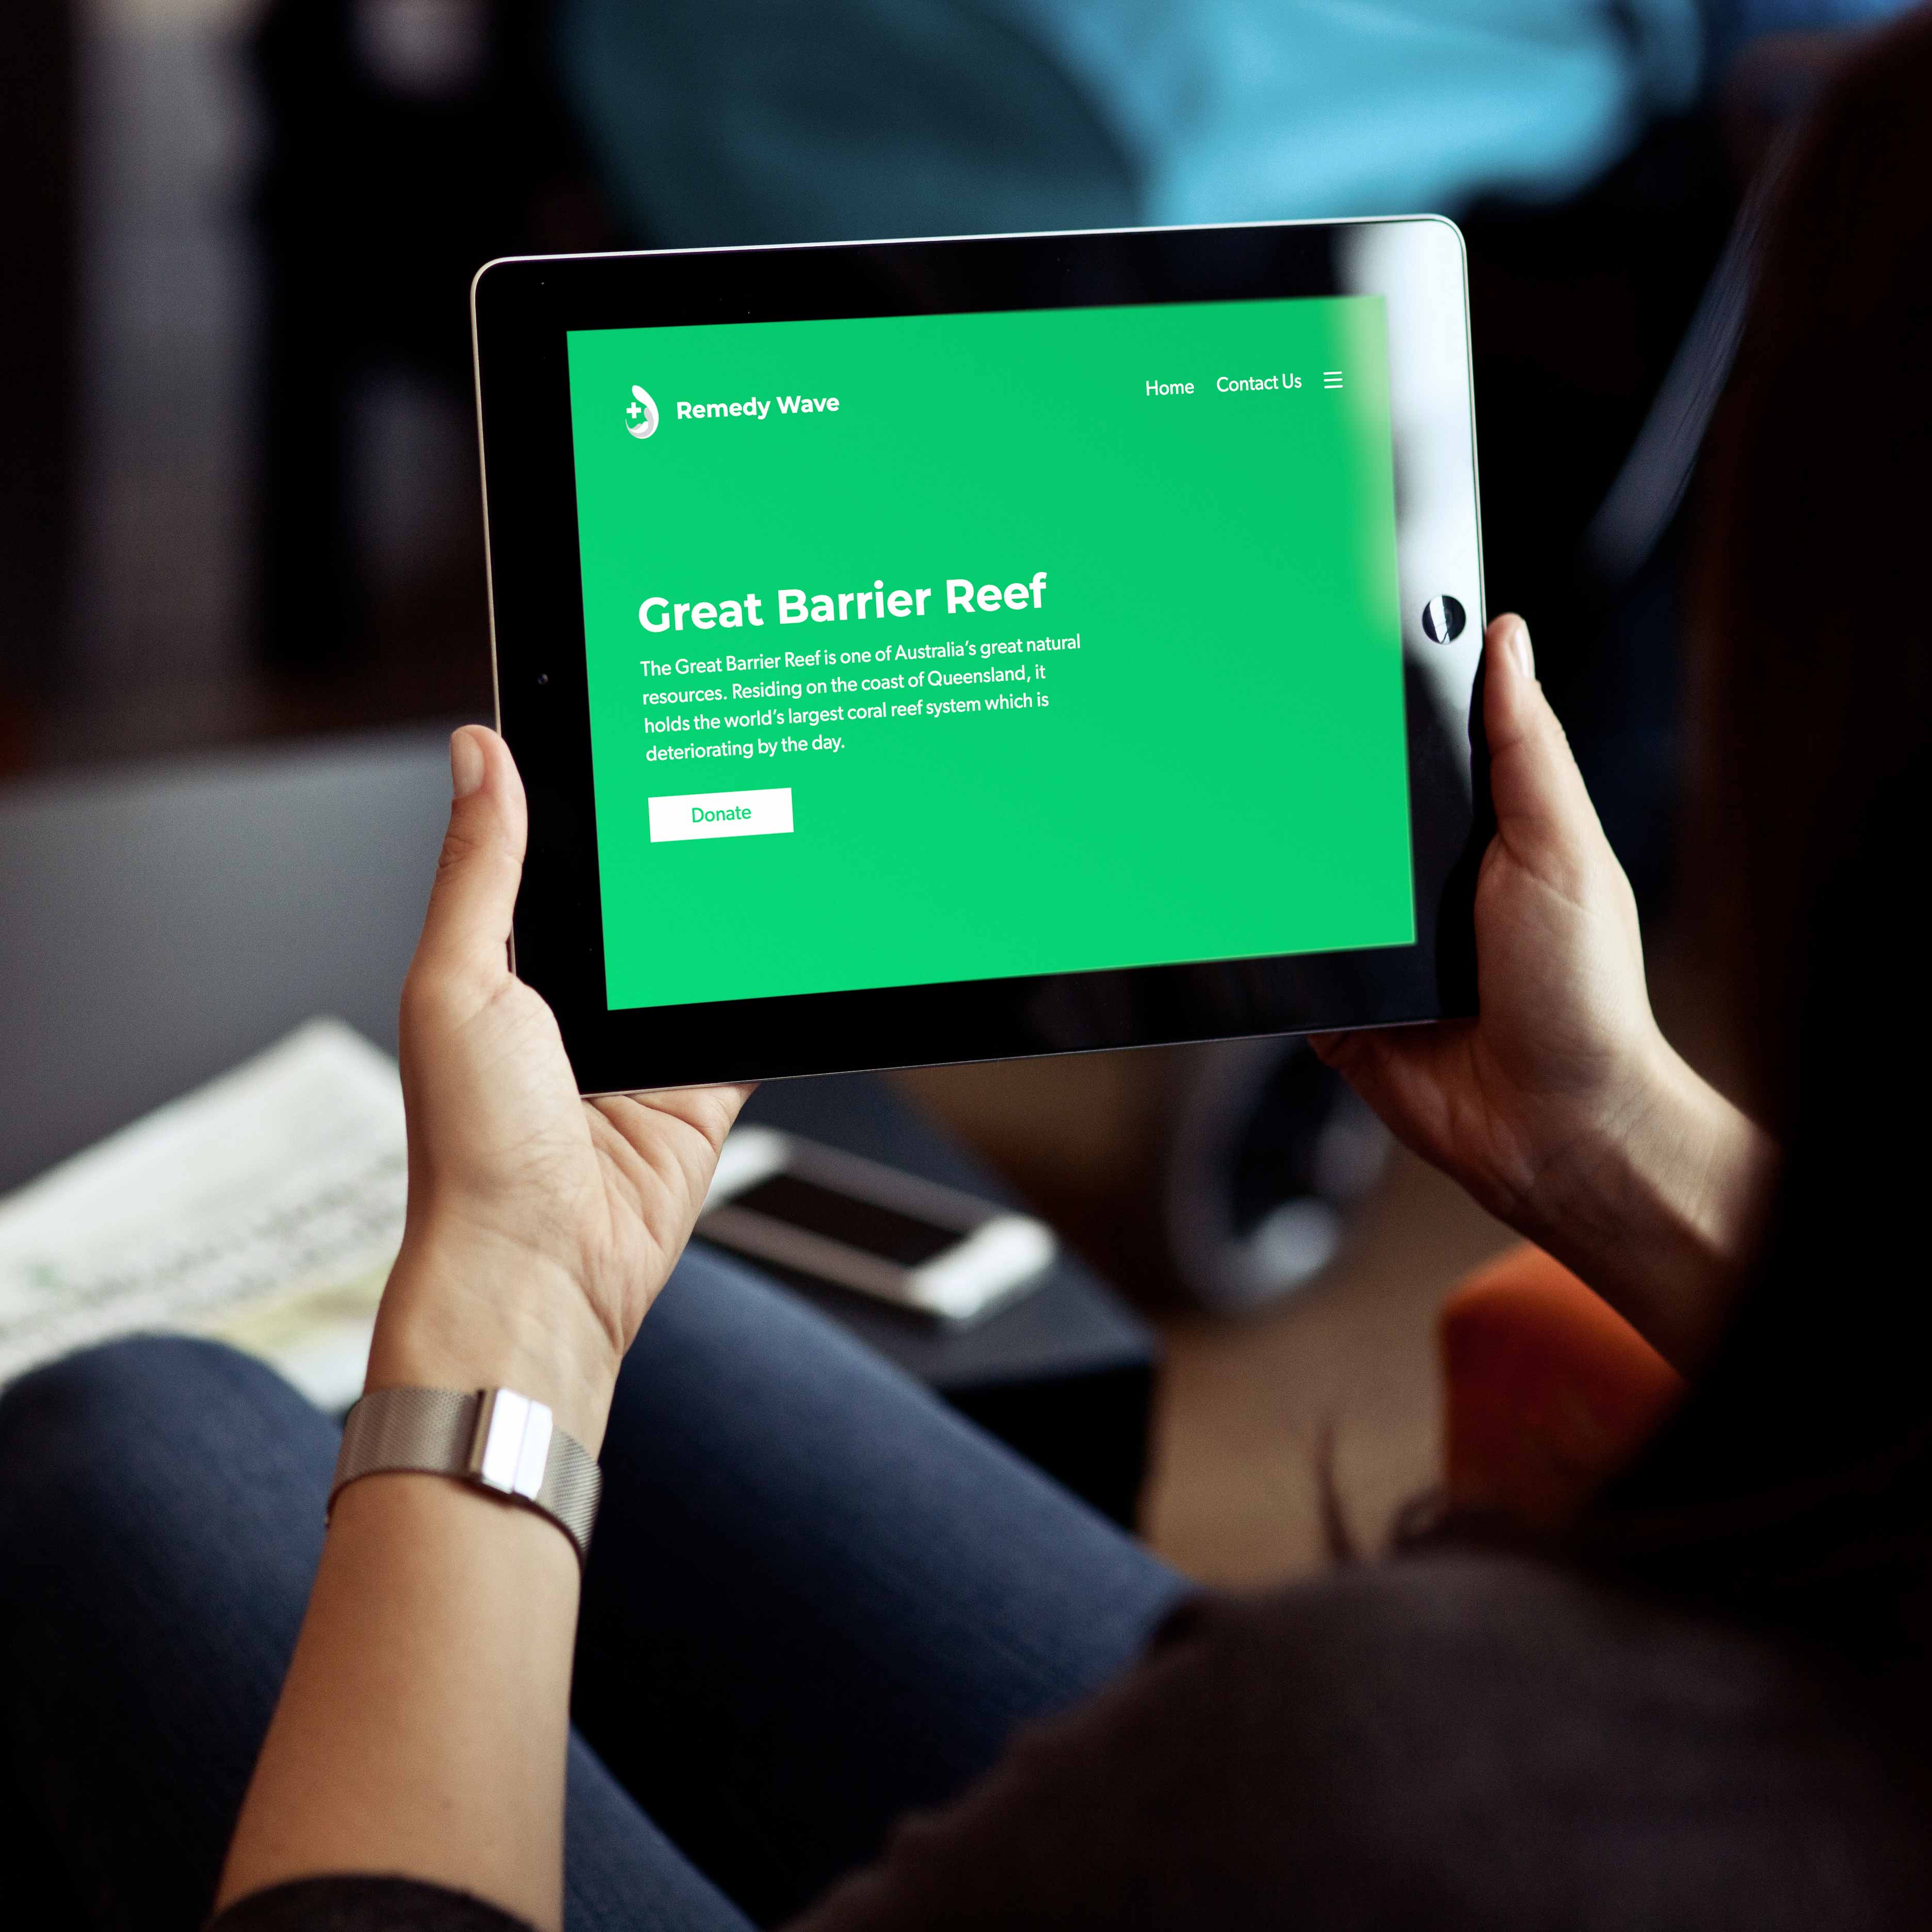 Remedy Wave
Home
Contact Us
Great Barrier Reef
The Great Barrier Reef is one of Australia’s great natural
resources. Residing on the coast of Queensland, it
holds the world’s largest coral reef system which is
deteriorating by the day.
Donate